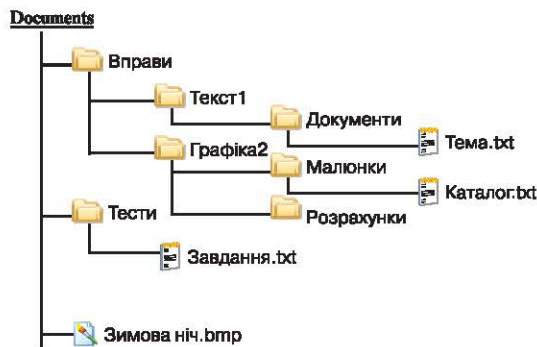 Documents
Вправи
Текст1
Документи
Тема.txt
Графіка2
Малюнки
Каталог.txt
Розрахунки
Тести
Завдання.txt
Зимова ніч.bmp